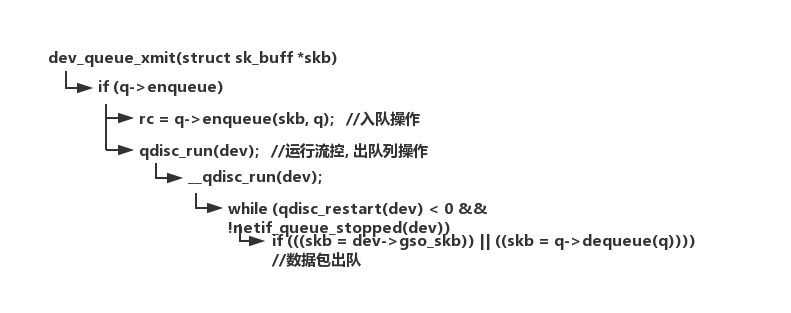 dev_queue_xmit(struct sk_buff *skb)
if (q->enqueue)
rc = q->enqueue(skb, q);   //入队操作
qdisc_run(dev);   //运行流控, 出队列操作
__qdisc_run(dev);
while (qdisc_restart(dev) < 0 &&
!netif_queue_stopped(dev))
if (((skb = dev->gso_skb)) || ((skb = q->dequeue(q))))
//数据包出队